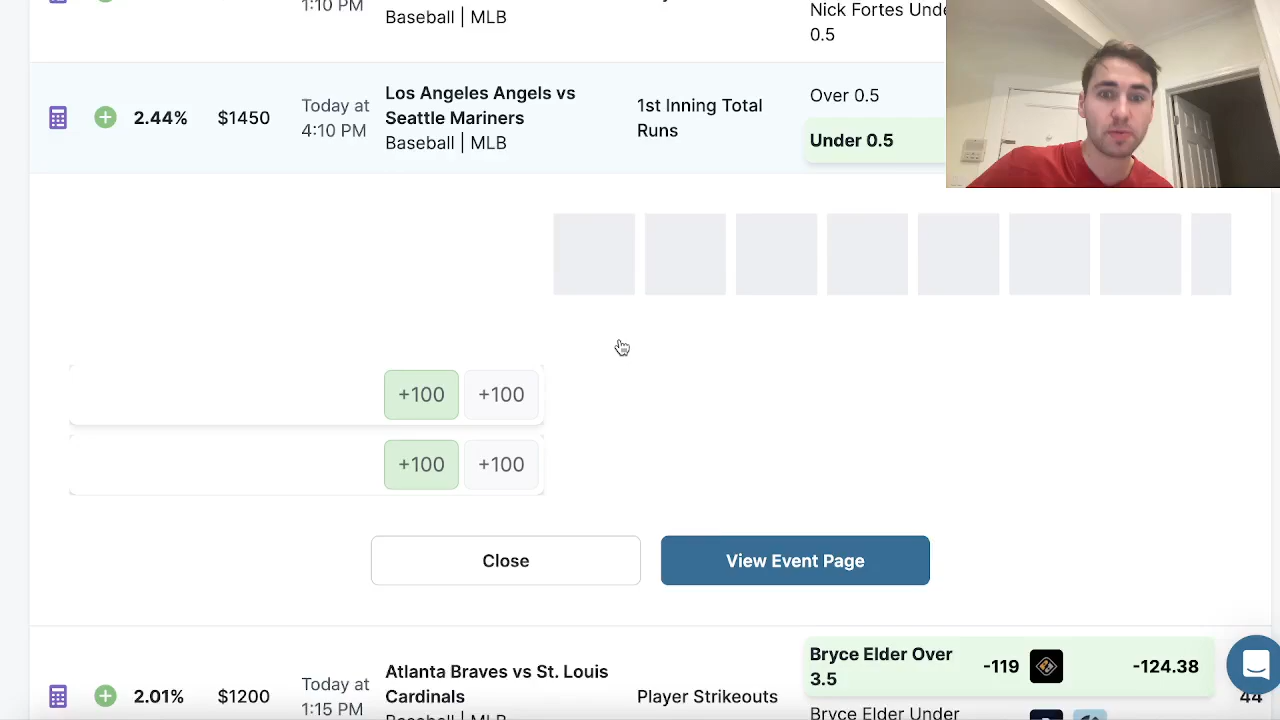 1:10 PM
Baseball | MLB
Nick Fortes Unde
0.5
2.44%
$1450
Today at
4:10 PM
Los Angeles Angels vs
Seattle Mariners
Baseball | MLB
1st Inning Total
Runs
Over 0.5
Under 0.5
+100
+100
+100
+100
Close
View Event Page
2.01%
$1200
Today at
1:15 PM
Atlanta Braves vs St. Louis
Cardinals
Baseball | MLB
Player Strikeouts
Bryce Elder Over
3.5
-119
-124.38
Bryce Elder Under
44